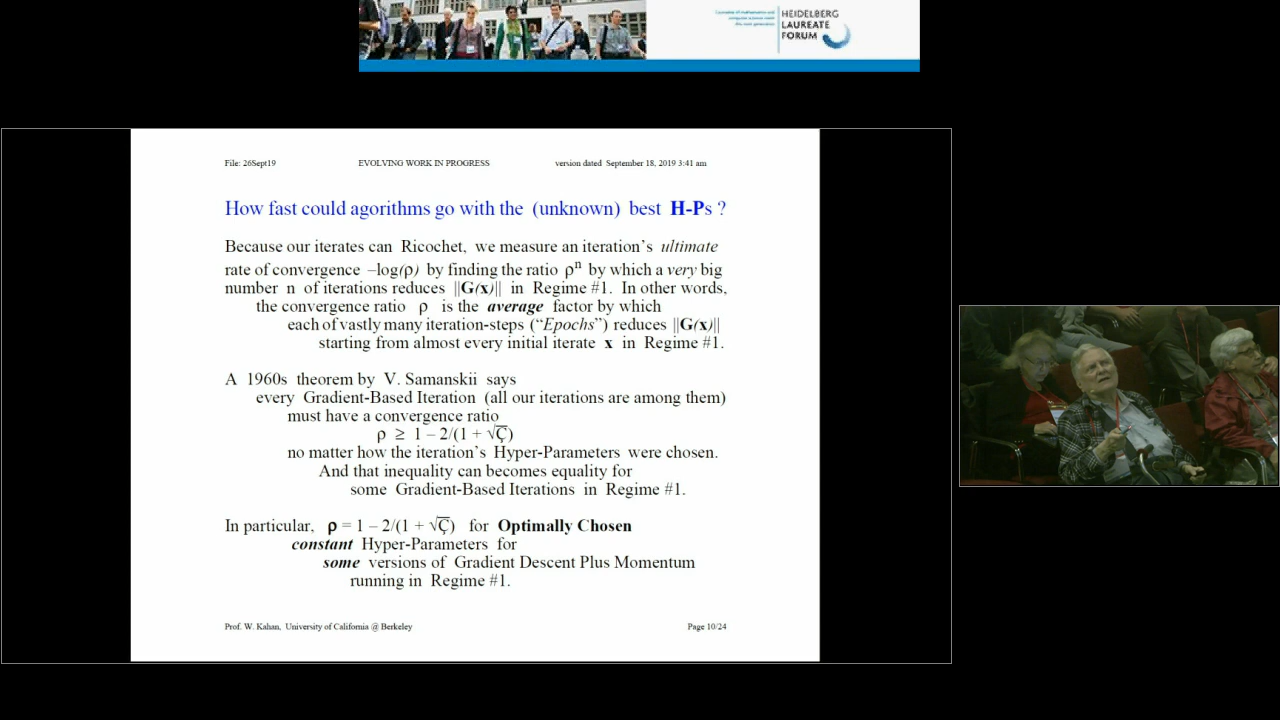 HEIDELBERG
LAUREATE
FORUM
File: 26Sept19 EVOLVING WORK IN PROGRESS version dated September 18, 2019 3:41 am
How fast could agorithms go with the (unknown) best H-Ps ?
Because our iterates can Ricochet, we measure an iteration's ultimate
rate of convergence –log(ρ) by finding the ratio ρⁿ by which a very big
number n of iterations reduces ||G(x)|| in Regime #1. In other words,
the convergence ratio ρ is the average factor by which
each of vastly many iteration-steps ("Epochs") reduces ||G(x)||
starting from almost every initial iterate x in Regime #1.
A 1960s theorem by V. Samanskii says
every Gradient-Based Iteration (all our iterations are among them)
must have a convergence ratio
ρ ≥ 1 – 2/(1 + √Ç)
no matter how the iteration's Hyper-Parameters were chosen.
And that inequality can becomes equality for
some Gradient-Based Iterations in Regime #1.
In particular, ρ = 1 – 2/(1 + √Ç) for Optimally Chosen
constant Hyper-Parameters for
some versions of Gradient Descent Plus Momentum
running in Regime #1.
Prof. W. Kahan, University of California @ Berkeley Page 10/24